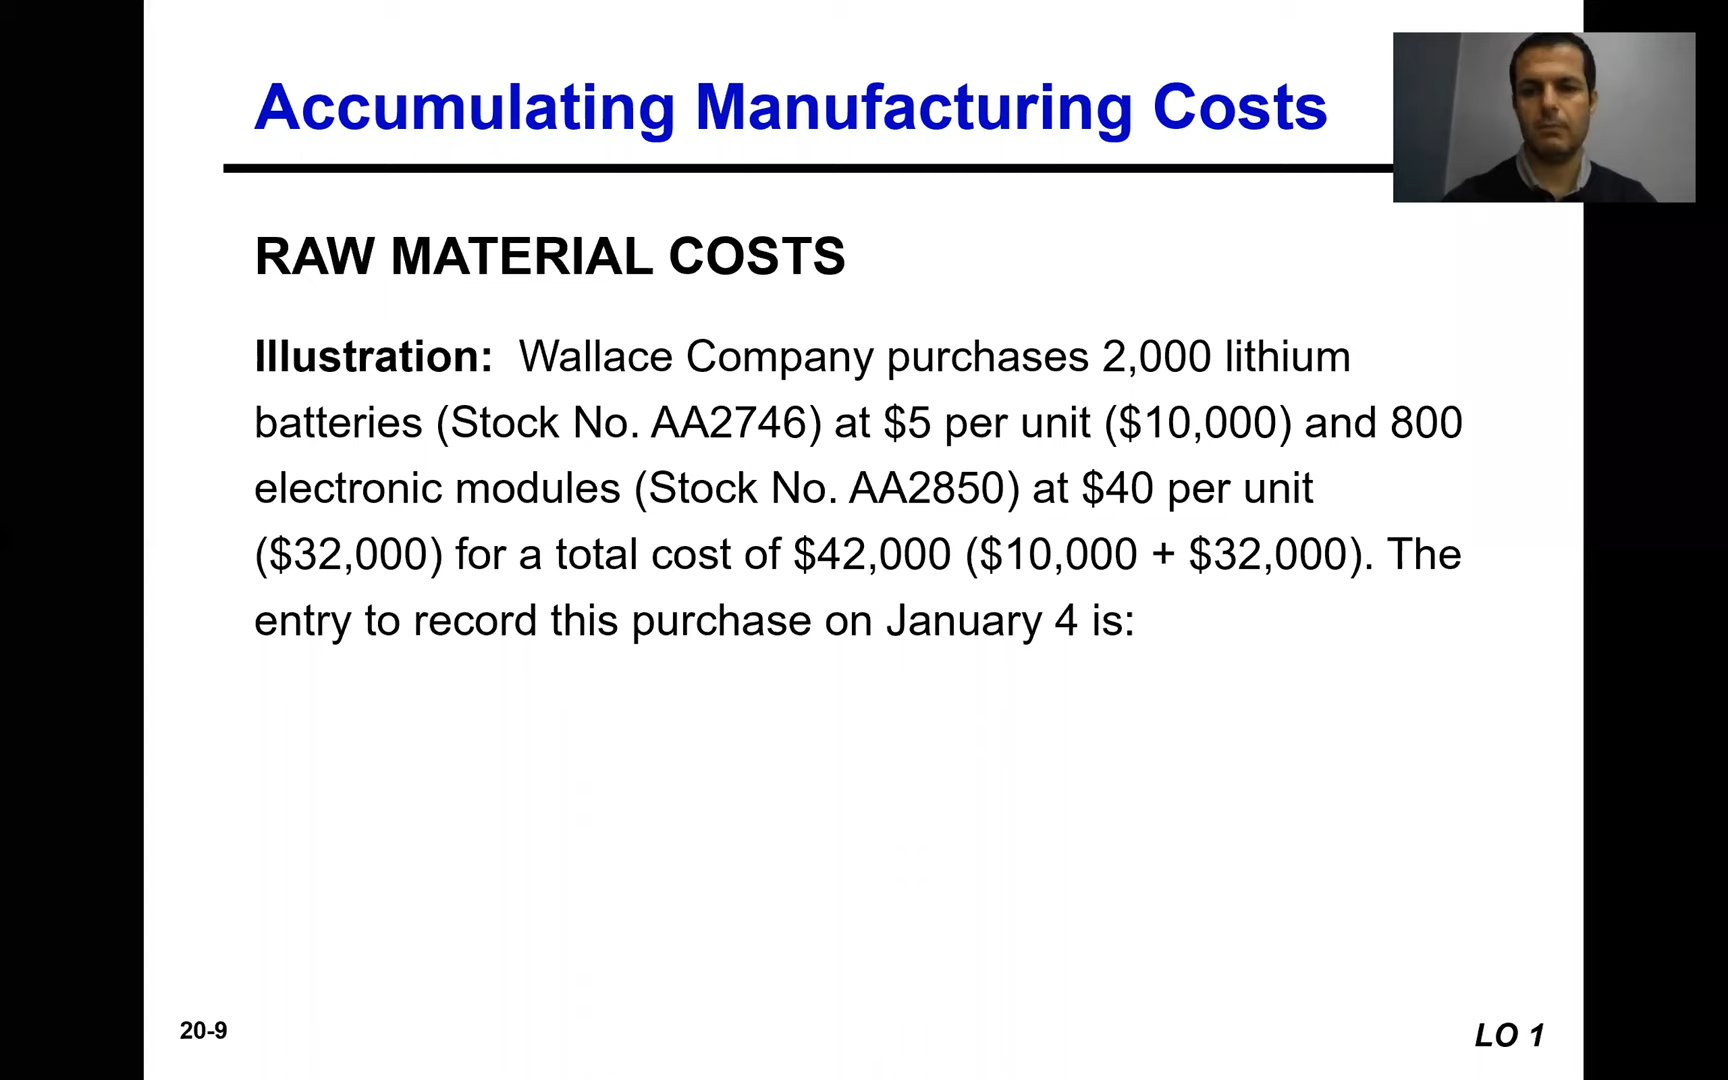 Accumulating Manufacturing Costs
RAW MATERIAL COSTS
Illustration: Wallace Company purchases 2,000 lithium
batteries (Stock No. AA2746) at $5 per unit ($10,000) and 800
electronic modules (Stock No. AA2850) at $40 per unit
($32,000) for a total cost of $42,000 ($10,000 + $32,000). The
entry to record this purchase on January 4 is:
20-9
LO 1